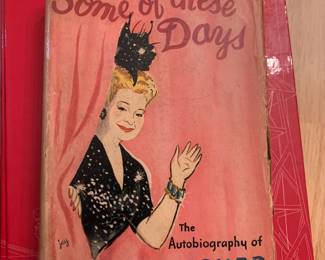 Some of these
Days
The
Autobiography of